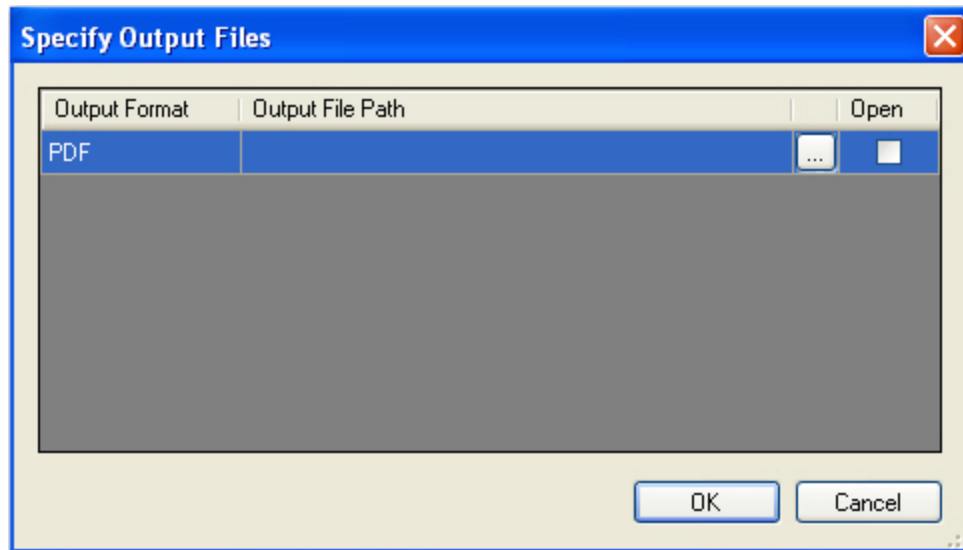 Specify Output Files
Output Format Output File Path Open
PDF ...
OK Cancel